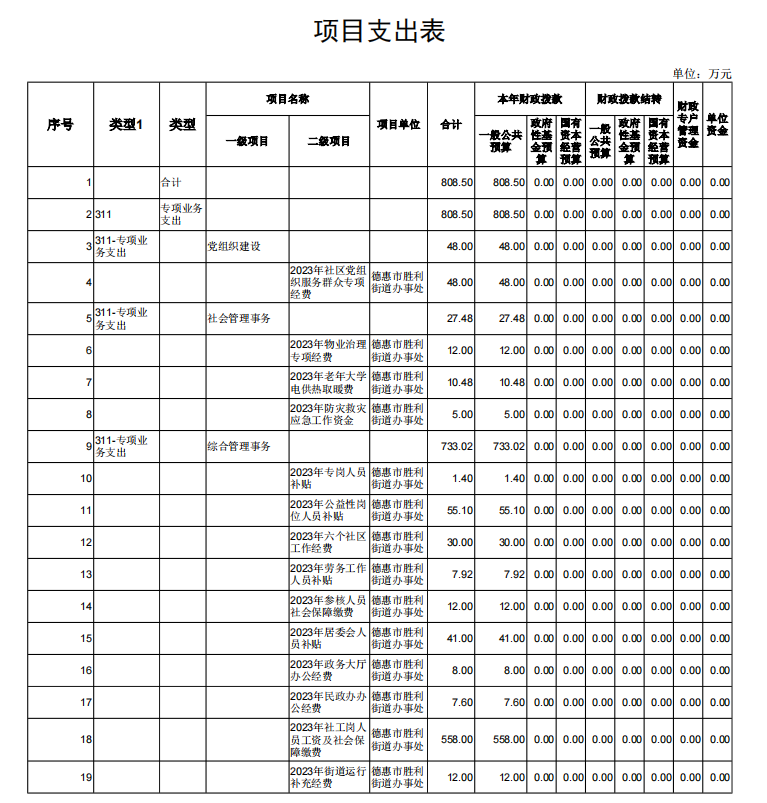 项目支出表
单位：万元
序号 类型1 类型 项目名称 项目单位 合计 本年财政拨款 财政拨款结转 财政专户管理资金 单位资金
一级项目 二级项目 一般公共预算 政府性基金预算 国有资本经营预算 一般公共预算 政府性基金预算 国有资本经营预算
1 合计 808.50 808.50 0.00 0.00 0.00 0.00 0.00 0.00 0.00
2 311 专项业务支出 808.50 808.50 0.00 0.00 0.00 0.00 0.00 0.00 0.00
3 311-专项业务支出 党组织建设 48.00 48.00 0.00 0.00 0.00 0.00 0.00 0.00 0.00
4 2023年社区党组织服务群众专项经费 德惠市胜利街道办事处 48.00 48.00 0.00 0.00 0.00 0.00 0.00 0.00 0.00
5 311-专项业务支出 社会管理事务 27.48 27.48 0.00 0.00 0.00 0.00 0.00 0.00 0.00
6 2023年物业治理专项经费 德惠市胜利街道办事处 12.00 12.00 0.00 0.00 0.00 0.00 0.00 0.00 0.00
7 2023年老年大学电供热取暖费 德惠市胜利街道办事处 10.48 10.48 0.00 0.00 0.00 0.00 0.00 0.00 0.00
8 2023年防灾救灾应急工作资金 德惠市胜利街道办事处 5.00 5.00 0.00 0.00 0.00 0.00 0.00 0.00 0.00
9 311-专项业务支出 综合管理事务 733.02 733.02 0.00 0.00 0.00 0.00 0.00 0.00 0.00
10 2023年专岗人员补贴 德惠市胜利街道办事处 1.40 1.40 0.00 0.00 0.00 0.00 0.00 0.00 0.00
11 2023年公益性岗位人员补贴 德惠市胜利街道办事处 55.10 55.10 0.00 0.00 0.00 0.00 0.00 0.00 0.00
12 2023年六个社区工作经费 德惠市胜利街道办事处 30.00 30.00 0.00 0.00 0.00 0.00 0.00 0.00 0.00
13 2023年劳务工作人员补贴 德惠市胜利街道办事处 7.92 7.92 0.00 0.00 0.00 0.00 0.00 0.00 0.00
14 2023年参核人员社会保障缴费 德惠市胜利街道办事处 12.00 12.00 0.00 0.00 0.00 0.00 0.00 0.00 0.00
15 2023年居委会人员补贴 德惠市胜利街道办事处 41.00 41.00 0.00 0.00 0.00 0.00 0.00 0.00 0.00
16 2023年政务大厅办公经费 德惠市胜利街道办事处 8.00 8.00 0.00 0.00 0.00 0.00 0.00 0.00 0.00
17 2023年民政办办公经费 德惠市胜利街道办事处 7.60 7.60 0.00 0.00 0.00 0.00 0.00 0.00 0.00
18 2023年社工岗人员工资及社会保障缴费 德惠市胜利街道办事处 558.00 558.00 0.00 0.00 0.00 0.00 0.00 0.00 0.00
19 2023年街道运行补充经费 德惠市胜利街道办事处 12.00 12.00 0.00 0.00 0.00 0.00 0.00 0.00 0.00